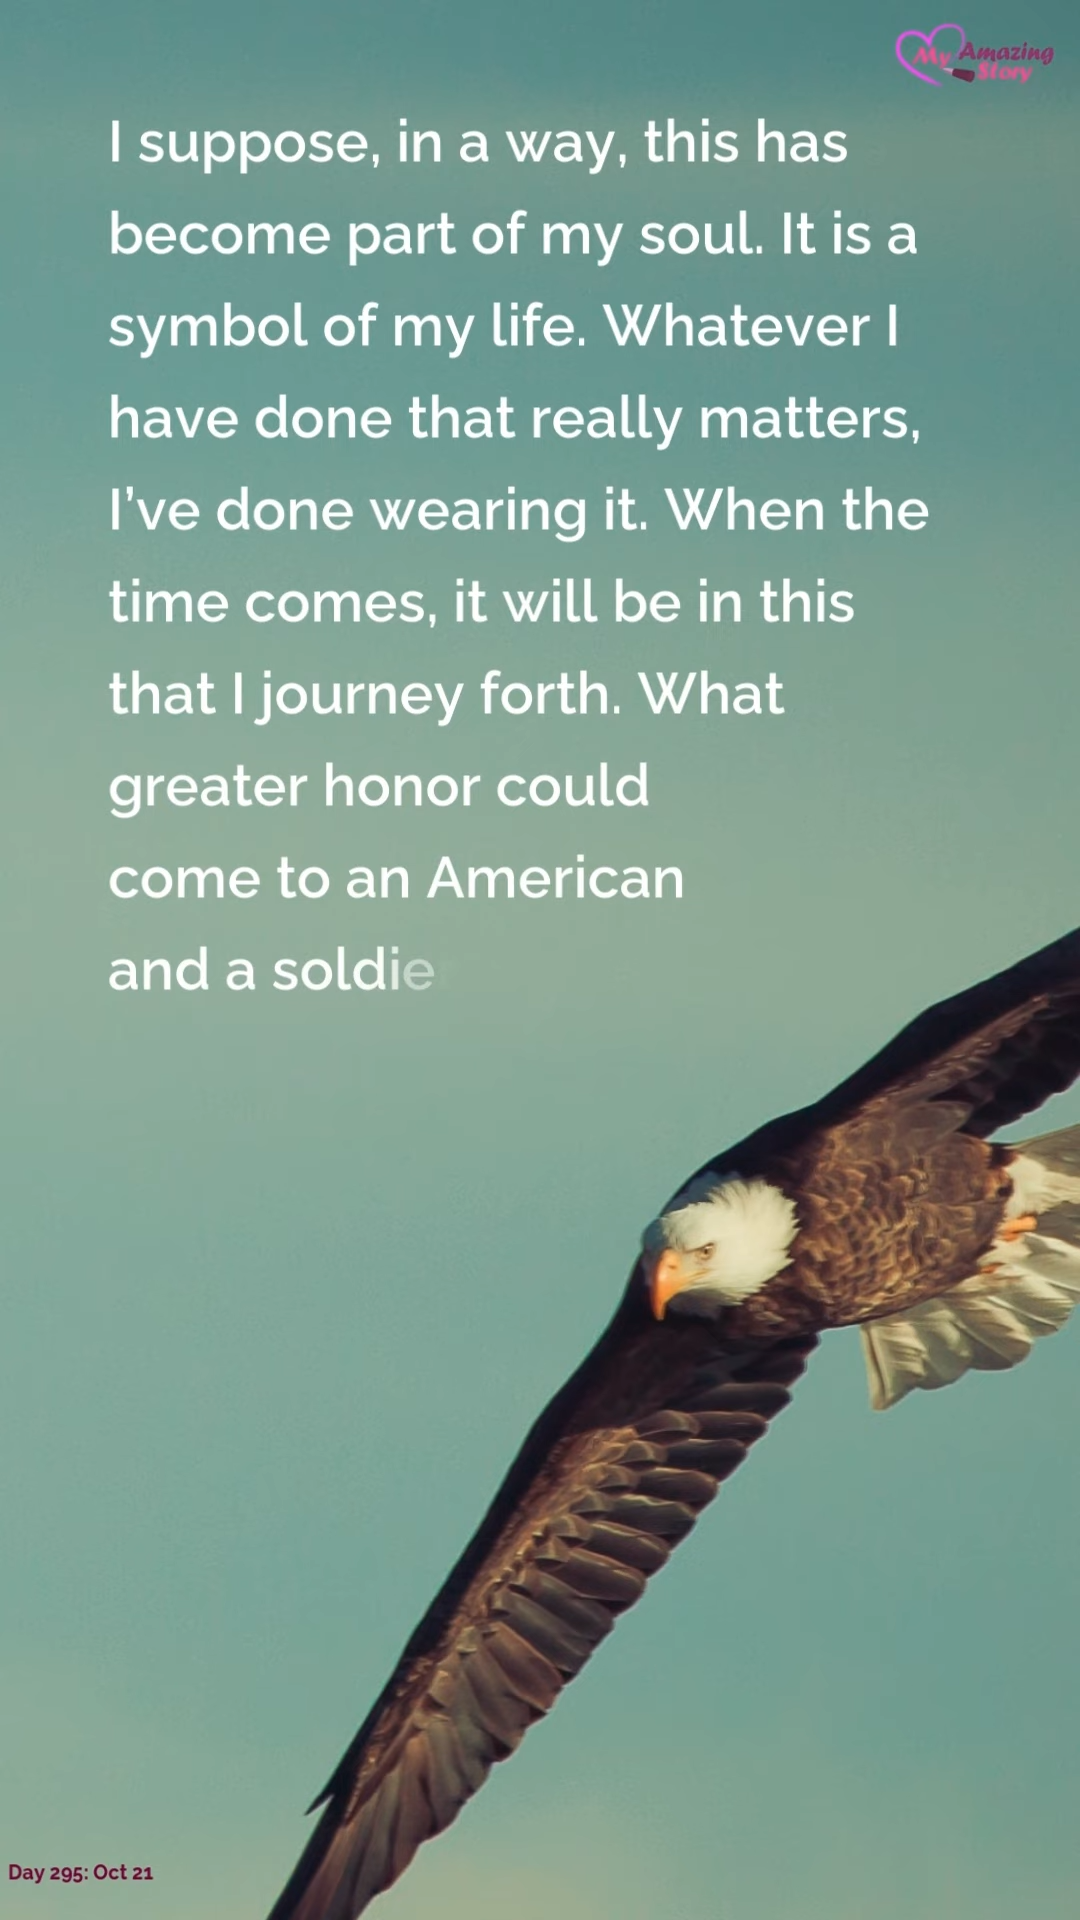 My Amazing
Story
I suppose, in a way, this has
become part of my soul. It is a
symbol of my life. Whatever I
have done that really matters,
I’ve done wearing it. When the
time comes, it will be in this
that I journey forth. What
greater honor could
come to an American
and a soldie
Day 295: Oct 21